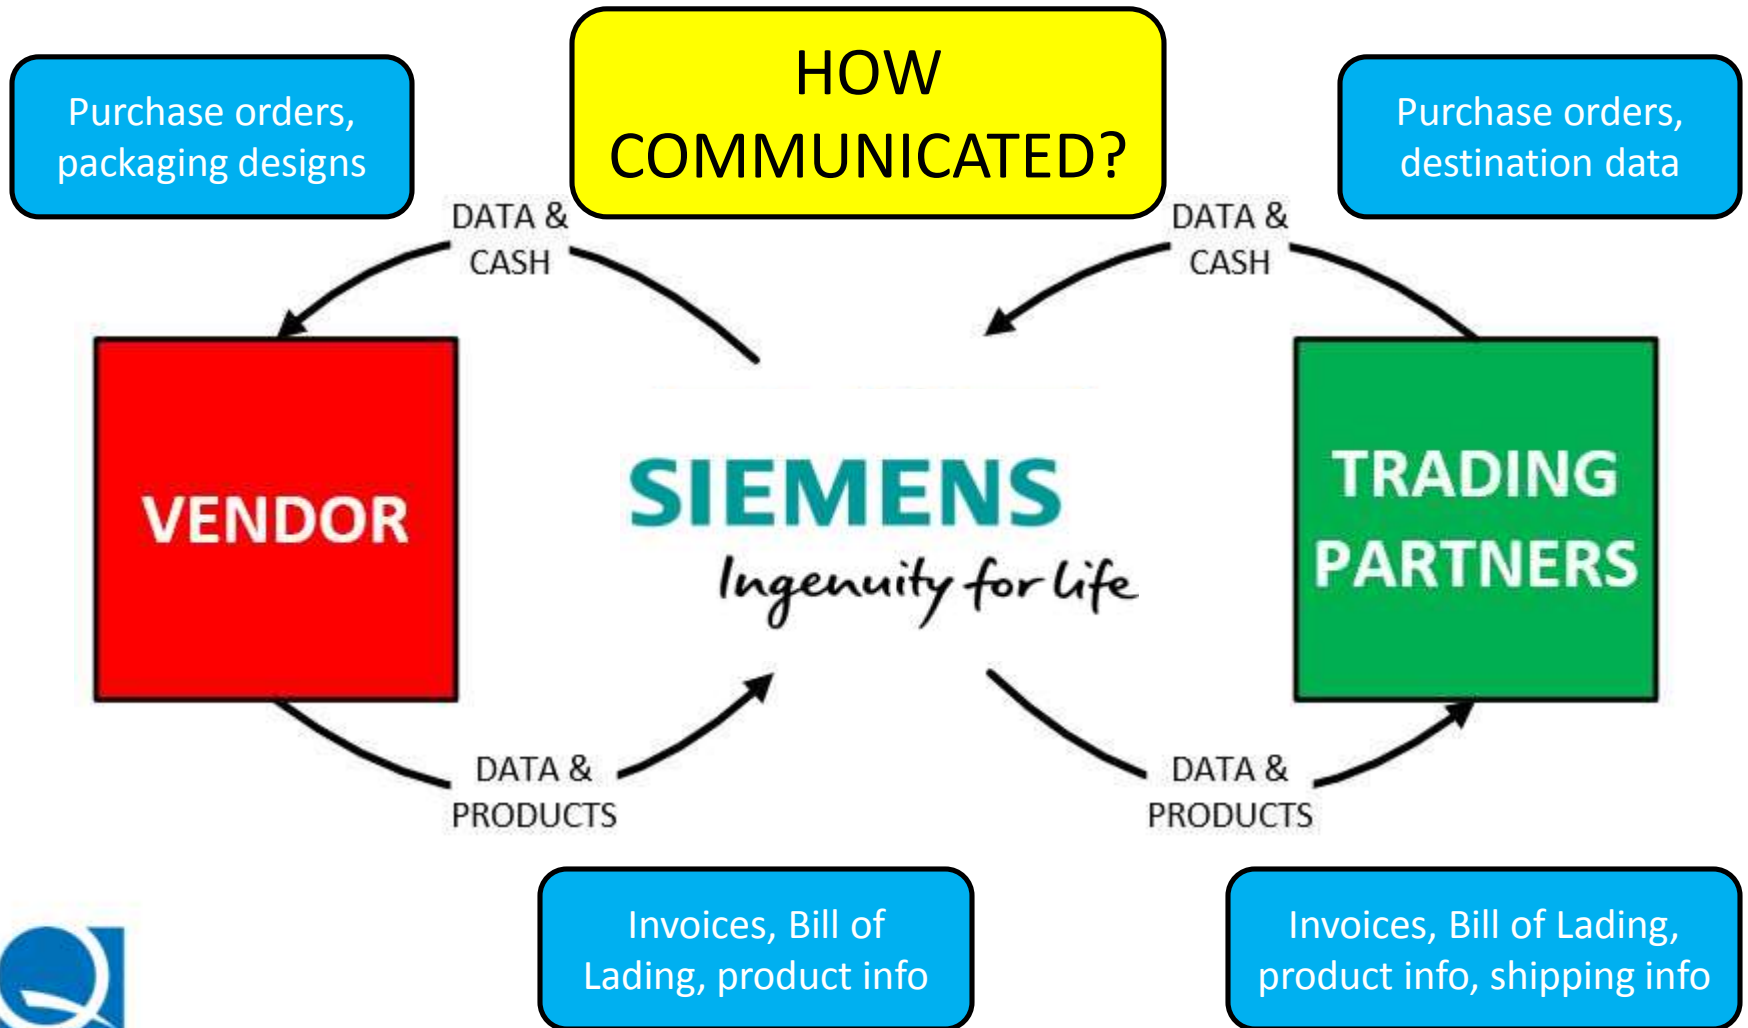 HOW
COMMUNICATED?
Purchase orders,
packaging designs
Purchase orders,
destination data
DATA &
CASH
DATA &
CASH
VENDOR
SIEMENS
Ingenuity for life
TRADING
PARTNERS
DATA &
PRODUCTS
DATA &
PRODUCTS
Invoices, Bill of
Lading, product info
Invoices, Bill of Lading,
product info, shipping info